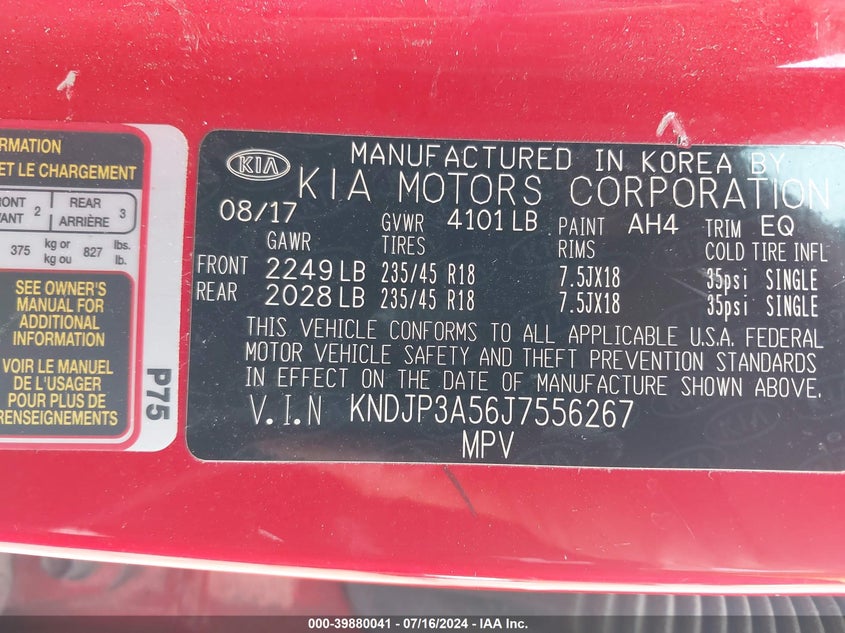 ORMATION
ET LE CHARGEMENT
FRONT 2 REAR 3
VANT ARRIÈRE
375 kg or 827 lbs.
kg ou lb.
SEE OWNER'S
MANUAL FOR
ADDITIONAL
INFORMATION
VOIR LE MANUEL
DE L'USAGER
POUR PLUS DE
RENSEIGNEMENTS
P75
KIA
MANUFACTURED IN KOREA BY
KIA MOTORS CORPORATION
08/17 GVWR 4101 LB PAINT AH4 TRIM EQ
GAWR TIRES RIMS COLD TIRE INFL
FRONT 2249 LB 235/45 R18 7.5JX18 35psi SINGLE
REAR 2028 LB 235/45 R18 7.5JX18 35psi SINGLE
THIS VEHICLE CONFORMS TO ALL APPLICABLE U.S.A. FEDERAL
MOTOR VEHICLE SAFETY AND THEFT PREVENTION STANDARDS
IN EFFECT ON THE DATE OF MANUFACTURE SHOWN ABOVE.
V.I.N KNDJP3A56J7556267
MPV
000-39880041 - 07/16/2024 - © IAA, Inc.